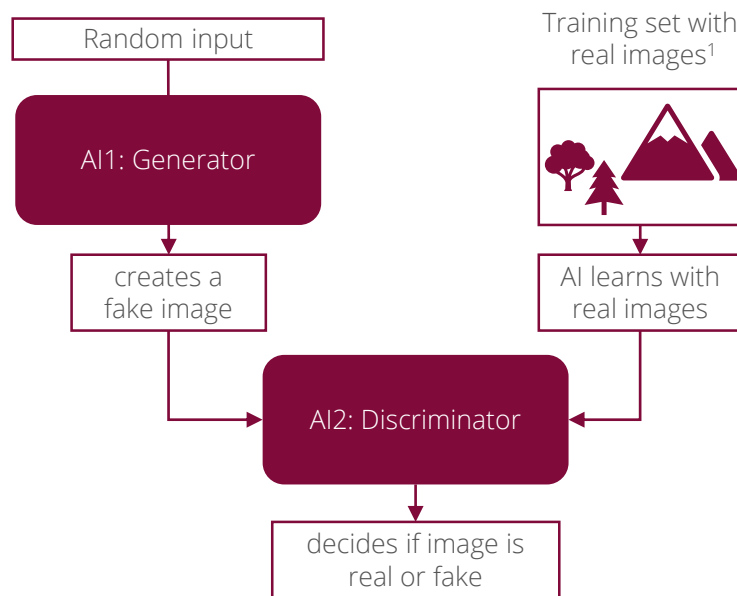 Random input
Training set with
real images¹
AI1: Generator
creates a
fake image
AI learns with
real images
AI2: Discriminator
decides if image is
real or fake